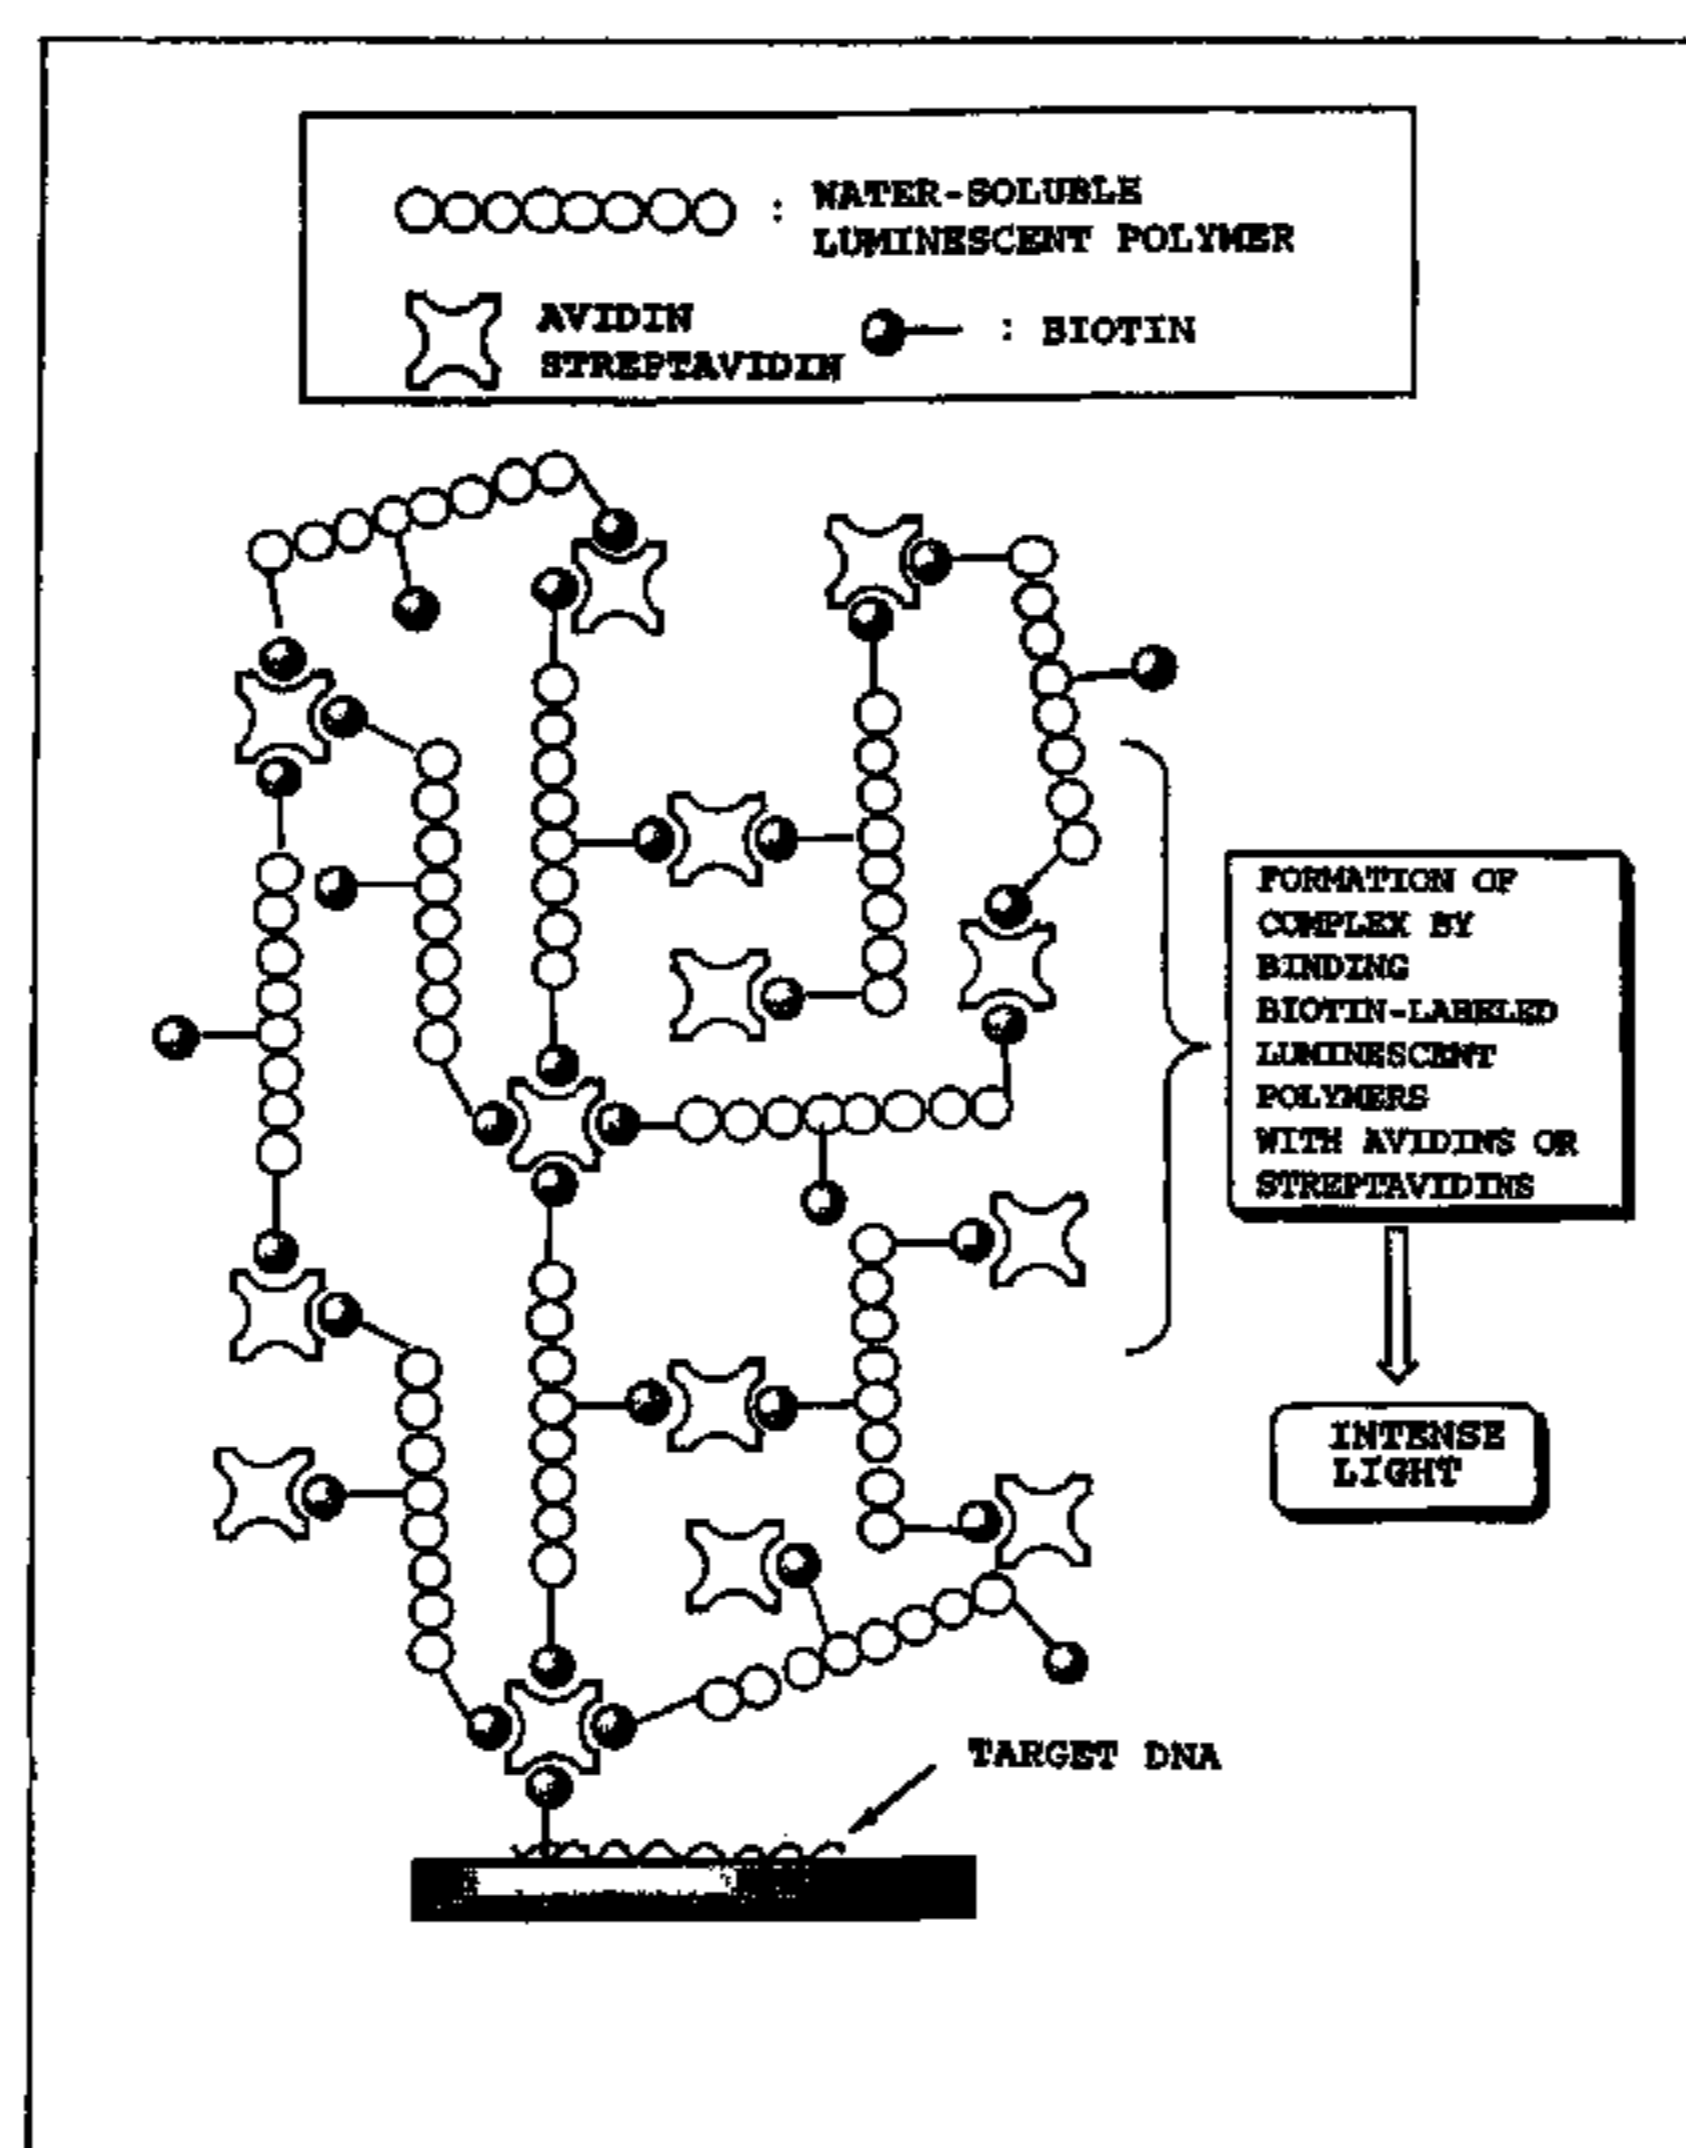 : WATER-SOLUBLE
LUMINESCENT POLYMER
AVIDIN
STREPTAVIDIN
: BIOTIN
FORMATION OF
COMPLEX BY
BINDING
BIOTIN-LABELED
LUMINESCENT
POLYMERS
WITH AVIDINS OR
STREPTAVIDINS
INTENSE
LIGHT
TARGET DNA